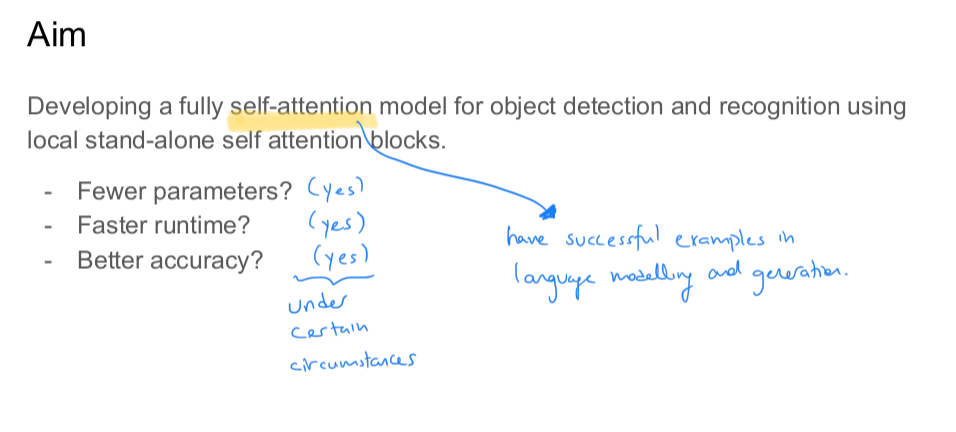 Aim
Developing a fully self-attention model for object detection and recognition using
local stand-alone self attention blocks.
- Fewer parameters? (yes)
- Faster runtime? (yes)
- Better accuracy? (yes)
under
certain
circumstances
have successful examples in
language modelling and generation.